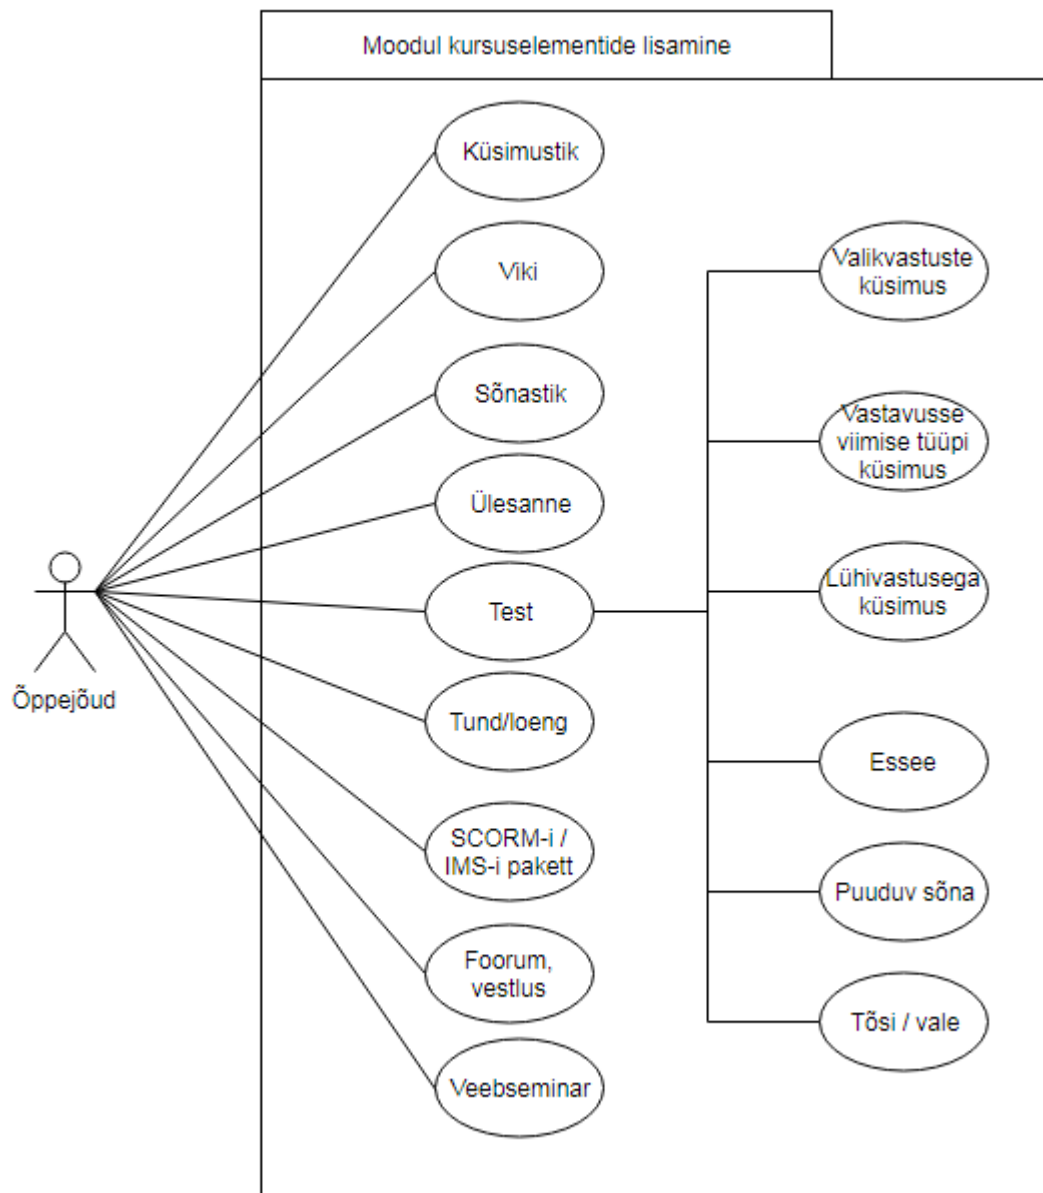 Moodul kursuselementide lisamine
Küsimustik
Viki
Sõnastik
Ülesanne
Test
Tund/loeng
SCORM-i /
IMS-i pakett
Foorum,
vestlus
Veebseminar
Õppejõud
Valikvastuste
küsimus
Vastavusse
viimise tüüpi
küsimus
Lühivastusega
küsimus
Essee
Puuduv sõna
Tõsi / vale